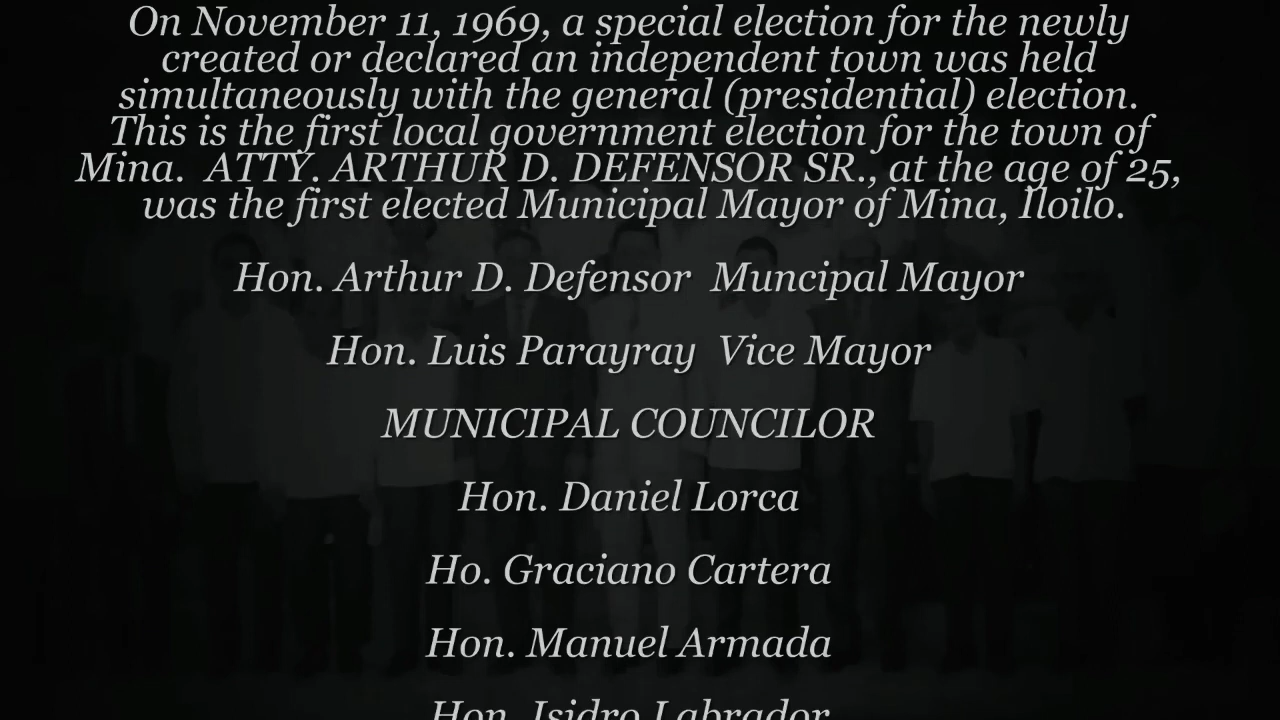 On November 11, 1969, a special election for the newly
created or declared an independent town was held
simultaneously with the general (presidential) election.
This is the first local government election for the town of
Mina.  ATTY. ARTHUR D. DEFENSOR SR., at the age of 25,
was the first elected Municipal Mayor of Mina, Iloilo.
Hon. Arthur D. Defensor  Muncipal Mayor
Hon. Luis Parayray  Vice Mayor
MUNICIPAL COUNCILOR
Hon. Daniel Lorca
Ho. Graciano Cartera
Hon. Manuel Armada
Hon. Isidro Labrador